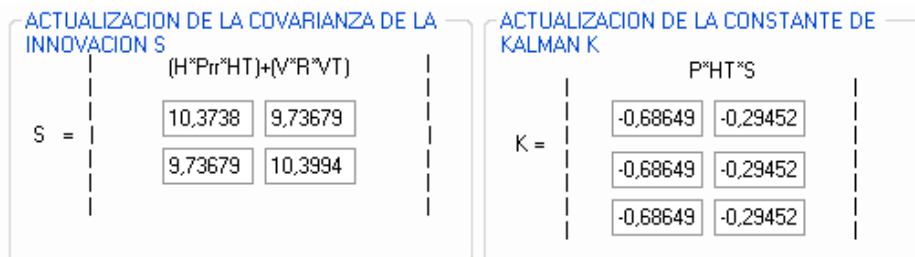 ACTUALIZACION DE LA COVARIANZA DE LA
INNOVACION S
(H*Prr*HT)+(V*R*VT)
S =
10,3738 9,73679
9,73679 10,3994
ACTUALIZACION DE LA CONSTANTE DE
KALMAN K
P*HT*S
K =
-0,68649 -0,29452
-0,68649 -0,29452
-0,68649 -0,29452